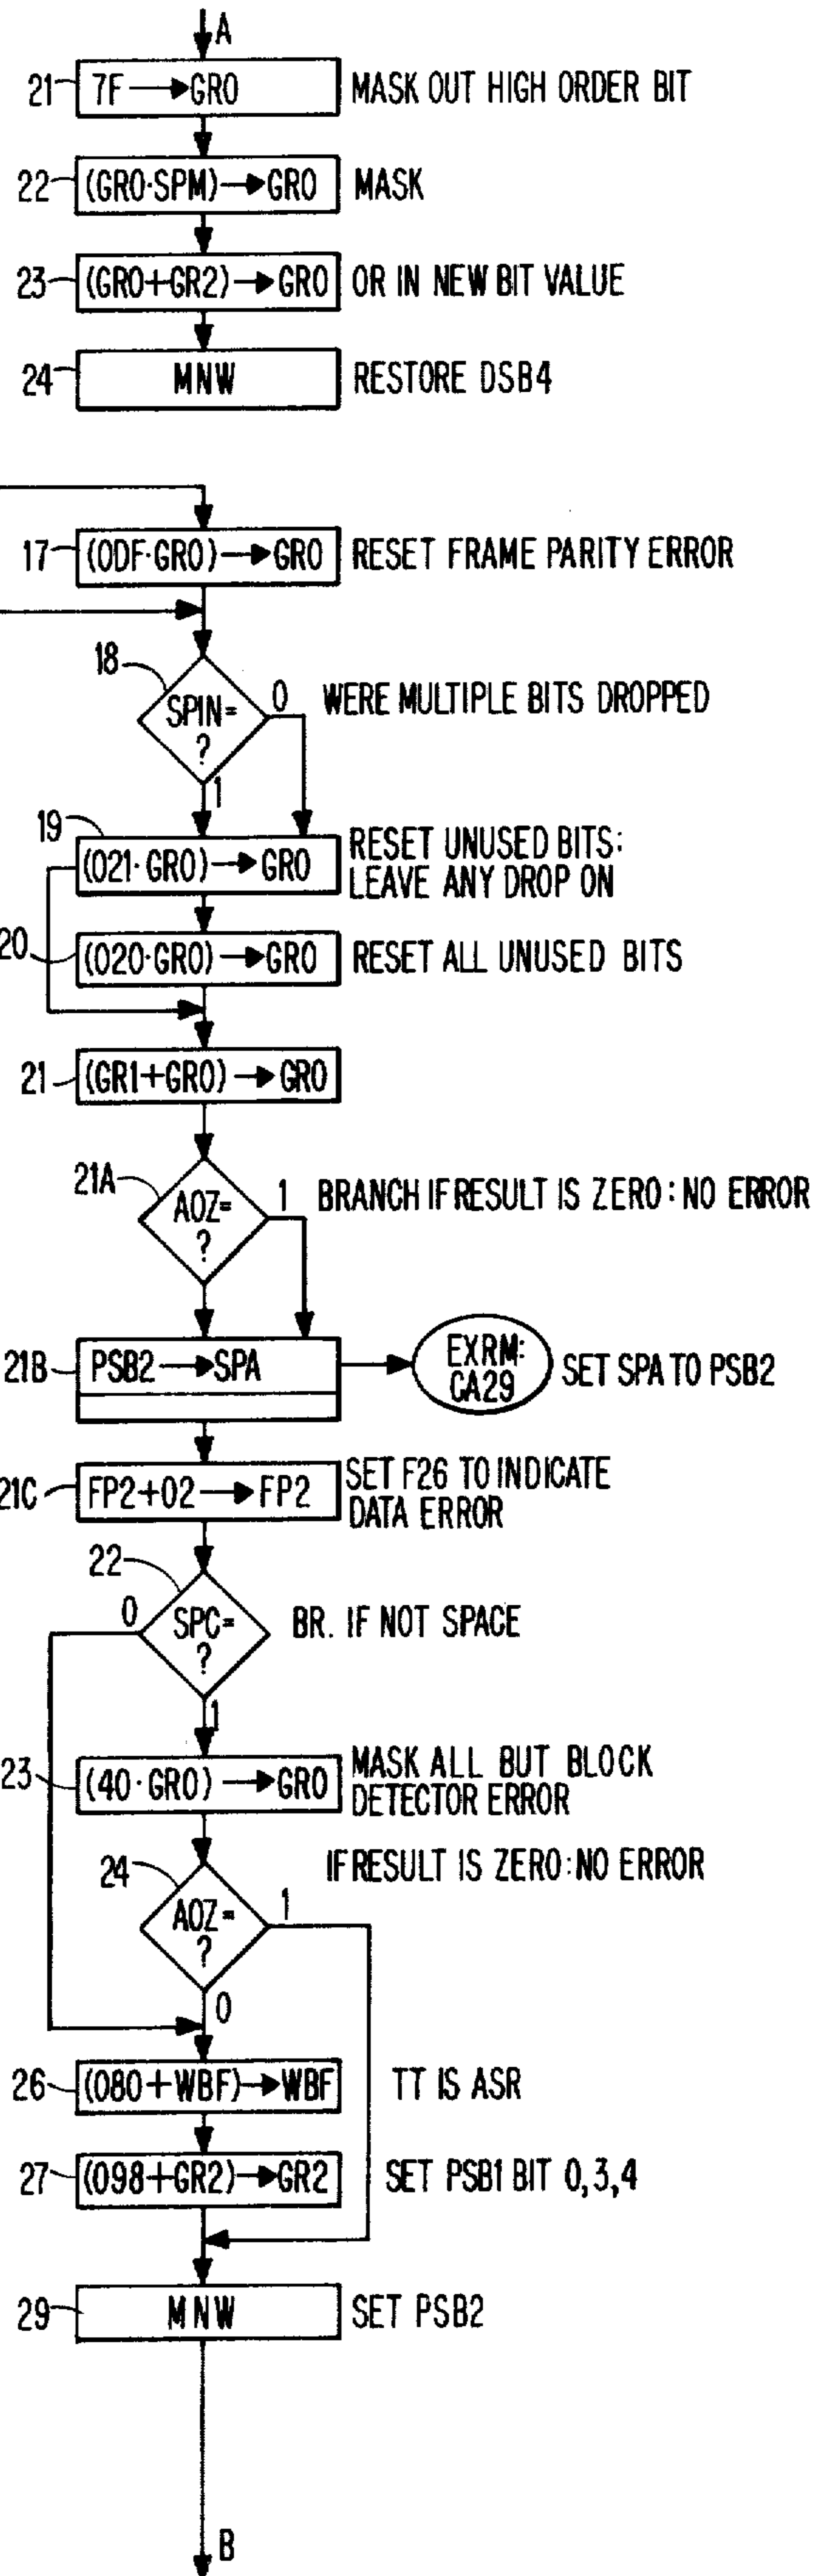 A
21 7F→GR0 MASK OUT HIGH ORDER BIT
22 (GR0·SPM)→GR0 MASK
23 (GR0+GR2)→GR0 OR IN NEW BIT VALUE
24 MNW RESTORE DSB4
17 (0DF·GR0)→GR0 RESET FRAME PARITY ERROR
18 SPIN= 0 WERE MULTIPLE BITS DROPPED
?
1
19 (021·GR0)→GR0 RESET UNUSED BITS:
LEAVE ANY DROP ON
20 (020·GR0)→GR0 RESET ALL UNUSED BITS
21 (GR1+GR0)→GR0
21A AOZ= 1 BRANCH IF RESULT IS ZERO: NO ERROR
?
21B PSB2→SPA EXRM: SET SPA TO PSB2
CA29
21C FP2+02→FP2 SET F26 TO INDICATE
DATA ERROR
22
0 SPC= BR. IF NOT SPACE
?
1
23 (40·GR0)→GR0 MASK ALL BUT BLOCK
DETECTOR ERROR
IF RESULT IS ZERO: NO ERROR
24 AOZ= 1
?
0
26 (080+WBF)→WBF TT IS ASR
27 (098+GR2)→GR2 SET PSB1 BIT 0,3,4
29 MNW SET PSB2
B